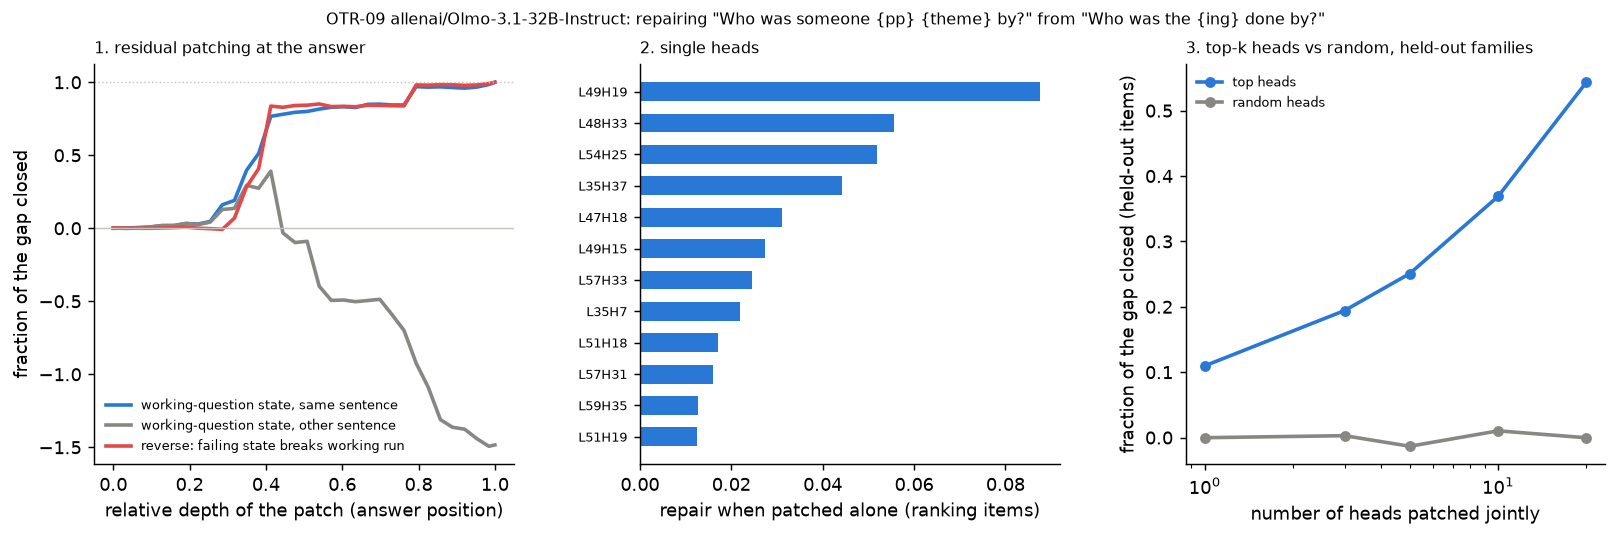 OTR-09 allenai/Olmo-3.1-32B-Instruct: repairing "Who was someone {pp} {theme} by?" from "Who was the {ing} done by?"
1. residual patching at the answer
fraction of the gap closed
1.0
0.5
0.0
−0.5
−1.0
−1.5
working-question state, same sentence
working-question state, other sentence
reverse: failing state breaks working run
0.0 0.2 0.4 0.6 0.8 1.0
relative depth of the patch (answer position)
2. single heads
L49H19
L48H33
L54H25
L35H37
L47H18
L49H15
L57H33
L35H7
L51H18
L57H31
L59H35
L51H19
0.00 0.02 0.04 0.06 0.08
repair when patched alone (ranking items)
3. top-k heads vs random, held-out families
fraction of the gap closed (held-out items)
top heads
random heads
0.5
0.4
0.3
0.2
0.1
0.0
10⁰ 10¹
number of heads patched jointly